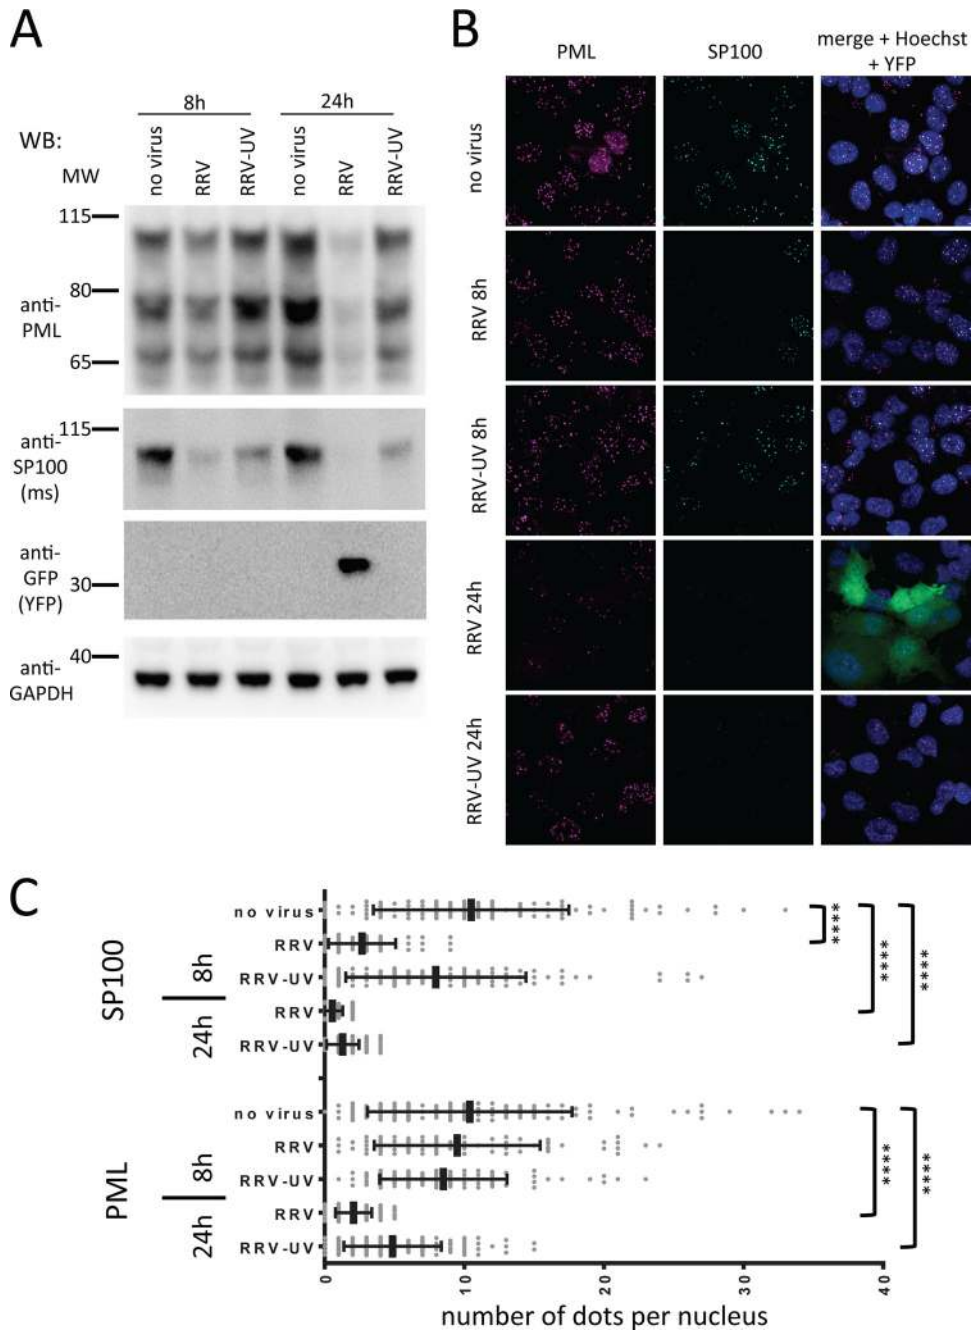 A
8h
24h
WB:
MW
no virus
RRV
RRV-UV
no virus
RRV
RRV-UV
115
80
anti-
PML
65
115
anti-
SP100
(ms)
anti-
GFP
(YFP)
30
40
anti-
GAPDH
B
PML
SP100
merge + Hoechst
+ YFP
no virus
RRV 8h
RRV-UV 8h
RRV 24h
RRV-UV 24h
C
SP100
8h
24h
no virus
RRV
RRV-UV
RRV
RRV-UV
****
****
****
PML
8h
24h
no virus
RRV
RRV-UV
RRV
RRV-UV
****
****
0
10
20
30
40
number of dots per nucleus